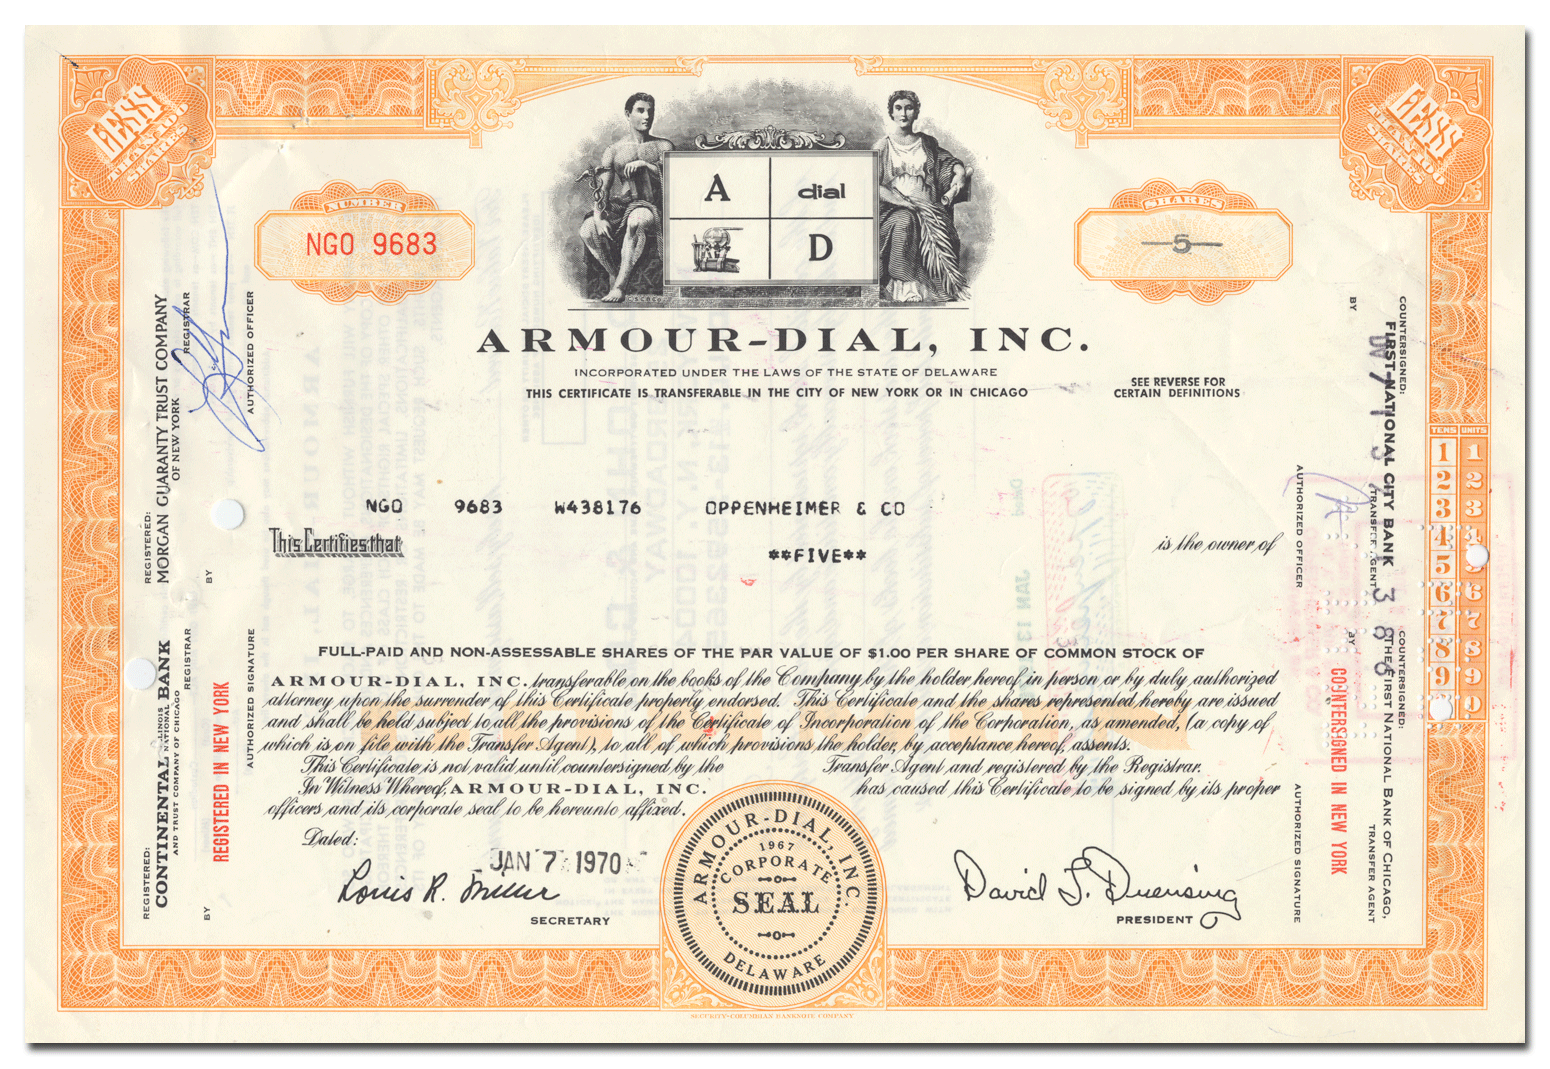 LESS
THAN 100
SHARES
LESS
THAN 100
SHARES
NUMBER
NGO 9683
A
dial
D
SHARES
-5-
ARMOUR-DIAL, INC.
INCORPORATED UNDER THE LAWS OF THE STATE OF DELAWARE
THIS CERTIFICATE IS TRANSFERABLE IN THE CITY OF NEW YORK OR IN CHICAGO
SEE REVERSE FOR
CERTAIN DEFINITIONS
NGO 9683 W438176 OPPENHEIMER & CO
This Certifies that
**FIVE**
is the owner of
FULL-PAID AND NON-ASSESSABLE SHARES OF THE PAR VALUE OF $1.00 PER SHARE OF COMMON STOCK OF
ARMOUR-DIAL, INC. transferable on the books of the Company by the holder hereof in person or by duly authorized
attorney upon the surrender of this Certificate properly endorsed. This Certificate and the shares represented hereby are issued
and shall be held subject to all the provisions of the Certificate of Incorporation of the Corporation, as amended, (a copy of
which is on file with the Transfer Agent), to all of which provisions the holder, by acceptance hereof, assents.
This Certificate is not valid until countersigned by the Transfer Agent and registered by the Registrar.
In Witness Whereof, ARMOUR-DIAL, INC. has caused this Certificate to be signed by its proper
officers and its corporate seal to be hereunto affixed.
Dated:
JAN 7 1970
Louis R. Miller
SECRETARY
ARMOUR-DIAL, INC.
1967
CORPORATE
SEAL
DELAWARE
David J. Duensing
PRESIDENT
SECURITY-COLUMBIAN BANKNOTE COMPANY
REGISTERED:
MORGAN GUARANTY TRUST COMPANY
OF NEW YORK
REGISTRAR
BY
AUTHORIZED OFFICER
REGISTERED:
CONTINENTAL ILLINOIS NATIONAL BANK
AND TRUST COMPANY OF CHICAGO
REGISTRAR
BY
REGISTERED IN NEW YORK
AUTHORIZED SIGNATURE
COUNTERSIGNED:
FIRST NATIONAL CITY BANK
TRANSFER AGENT
BY
AUTHORIZED OFFICER
COUNTERSIGNED:
THE FIRST NATIONAL BANK OF CHICAGO,
TRANSFER AGENT
BY
COUNTERSIGNED IN NEW YORK
AUTHORIZED SIGNATURE
TENS UNITS
1 1
2 2
3 3
4 4
5 5
6 6
7 7
8 8
9 9
0 0